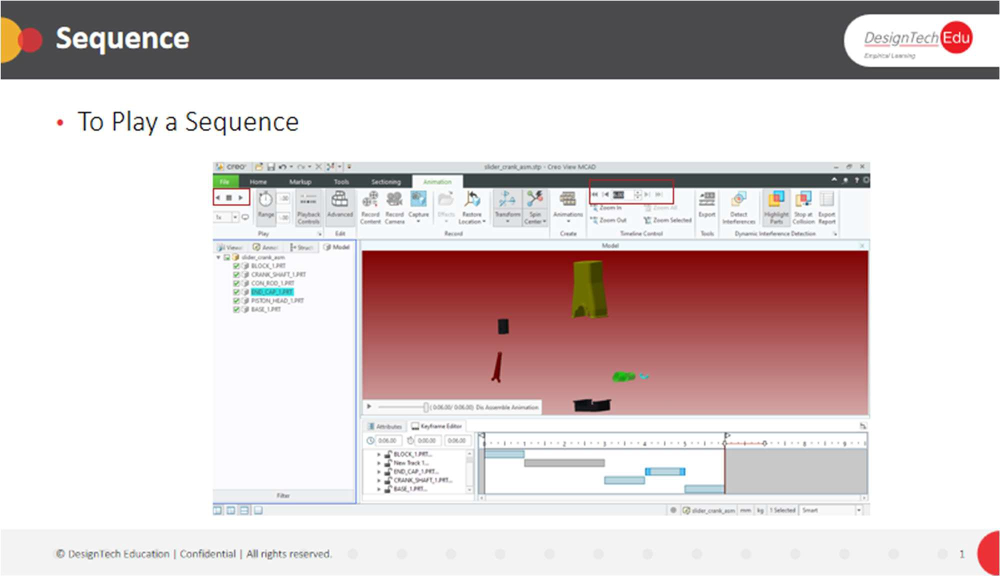 Sequence
DesignTech Edu
Empirical Learning
• To Play a Sequence
creo
slider_crank_asm.stp - Creo View MCAD
File Home Markup Tools Sectioning Animation
1x
Range
Playback Controls
Advanced
Record Content
Record Camera
Capture
Effects
Restore Location
Transform
Spin Center
Animations
Zoom In
Zoom All
Zoom Out
Zoom Selected
Export
Detect Interferences
Highlight Parts
Stop at Collision
Export Report
Play Edit Record Create Timeline Control Tools Dynamic Interference Detection
Struct Model
Model
slider_crank_asm
BLOCK_1.PRT
CRANK_SHAFT_1.PRT
CON_ROD_1.PRT
END_CAP_1.PRT
PISTON_HEAD_1.PRT
BASE_1.PRT
( 0:06.00/ 0:06.00) Dis Assemble Animation
Attributes Keyframe Editor
0:06.00 0:00.00 0:06.00
1 2 3 4 5 8 9
BLOCK_1.PRT...
New Track 1...
END_CAP_1.PRT...
CRANK_SHAFT_1.PRT...
BASE_1.PRT...
Filter
slider_crank_asm mm kg 1 Selected Smart
© DesignTech Education | Confidential | All rights reserved.
1